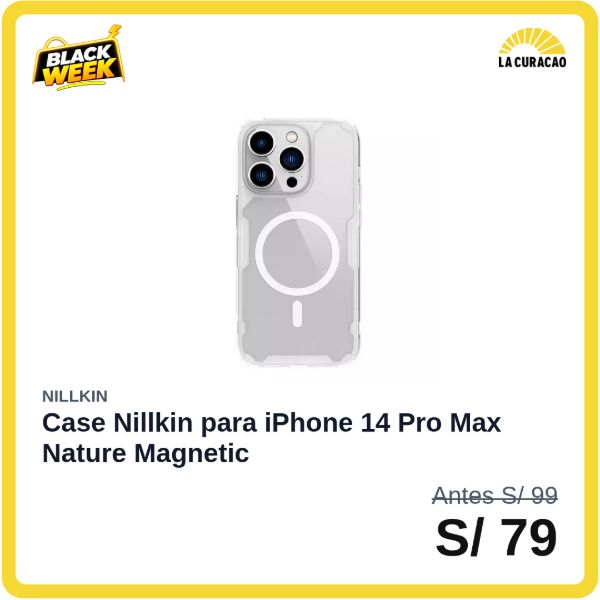 BLACK
WEEK
LA CURACAO
NILLKIN
Case Nillkin para iPhone 14 Pro Max
Nature Magnetic
Antes S/ 99
S/ 79